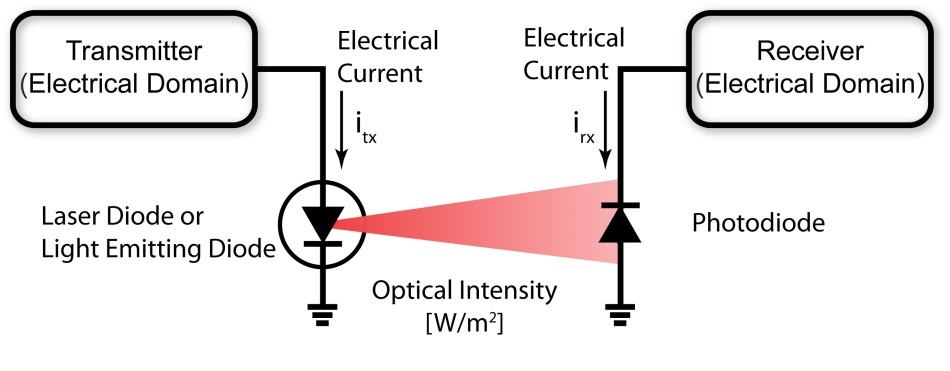 Transmitter
(Electrical Domain)
Electrical
Current
i_tx
Electrical
Current
i_rx
Receiver
(Electrical Domain)
Laser Diode or
Light Emitting Diode
Photodiode
Optical Intensity
[W/m²]